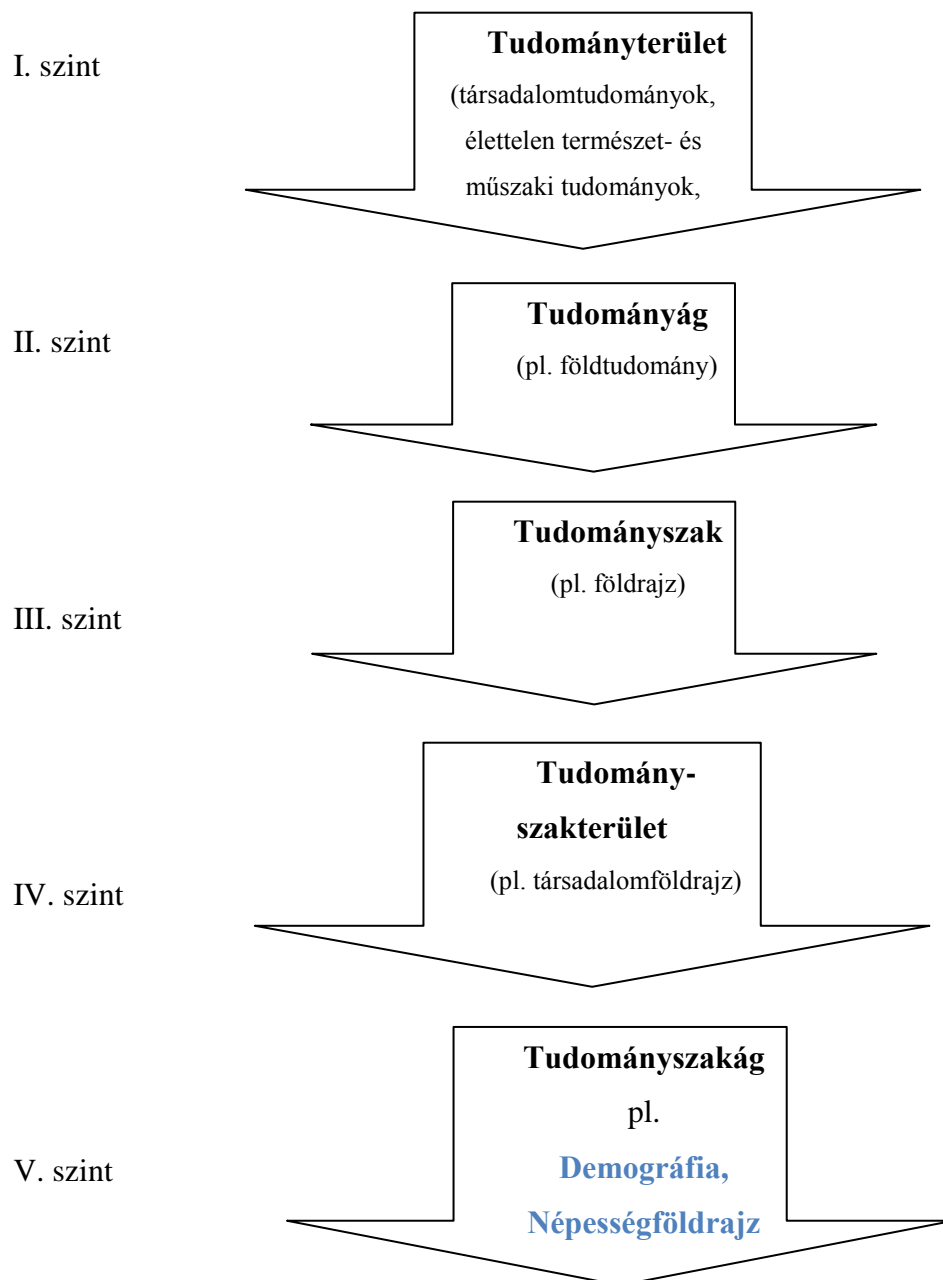 I. szint
Tudományterület
(társadalomtudományok,
élettelen természet- és
műszaki tudományok,
II. szint
Tudományág
(pl. földtudomány)
III. szint
Tudományszak
(pl. földrajz)
IV. szint
Tudomány-
szakterület
(pl. társadalomföldrajz)
V. szint
Tudományszakág
pl.
Demográfia,
Népességföldrajz